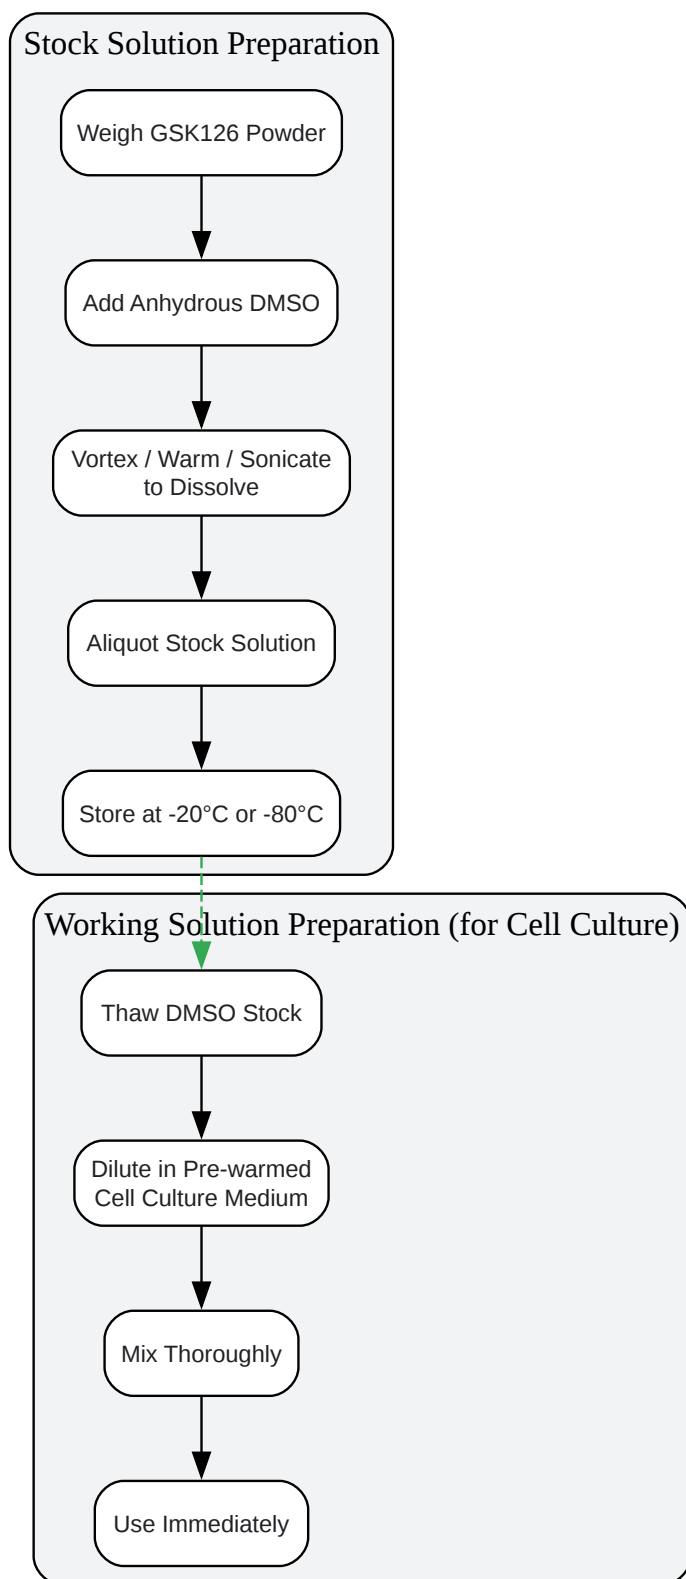 Stock Solution Preparation
Weigh GSK126 Powder
Add Anhydrous DMSO
Vortex / Warm / Sonicate
to Dissolve
Aliquot Stock Solution
Store at -20°C or -80°C
Working Solution Preparation (for Cell Culture)
Thaw DMSO Stock
Dilute in Pre-warmed
Cell Culture Medium
Mix Thoroughly
Use Immediately